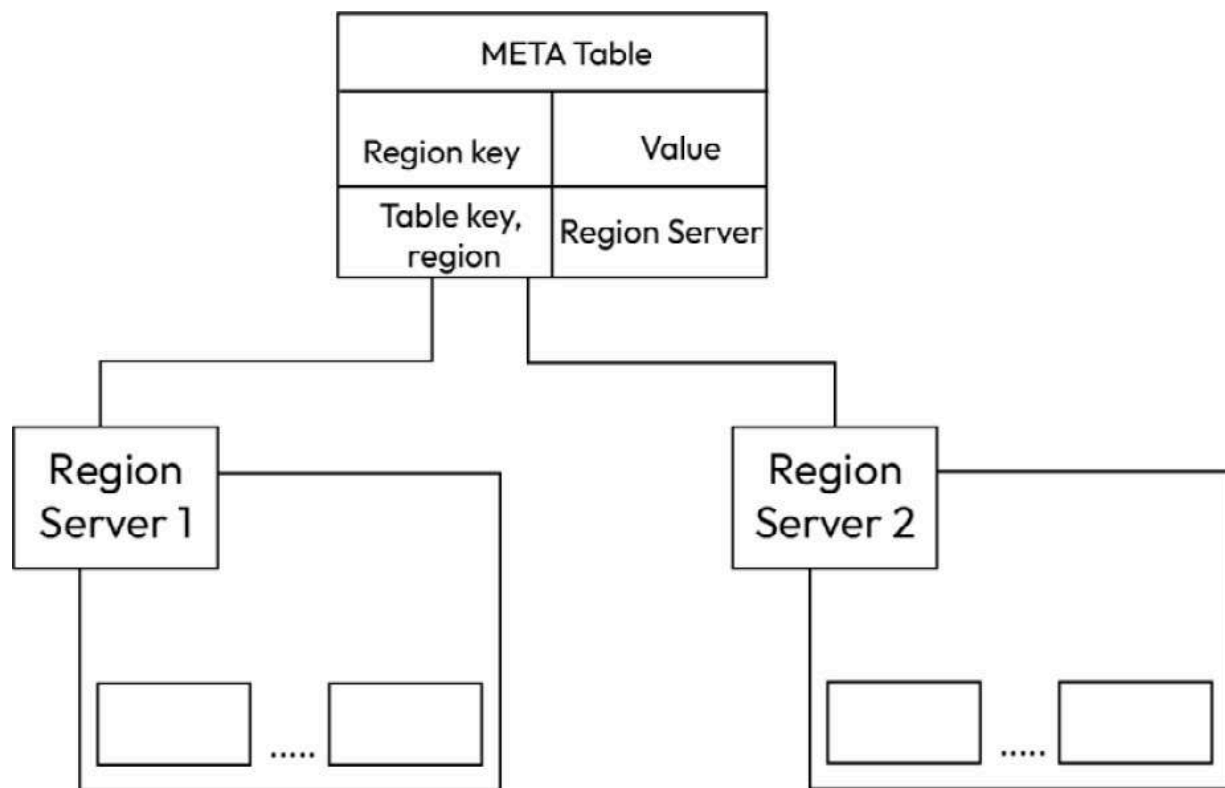 META Table
Region key
Value
Table key,
region
Region Server
Region
Server 1
Region
Server 2
.....
.....